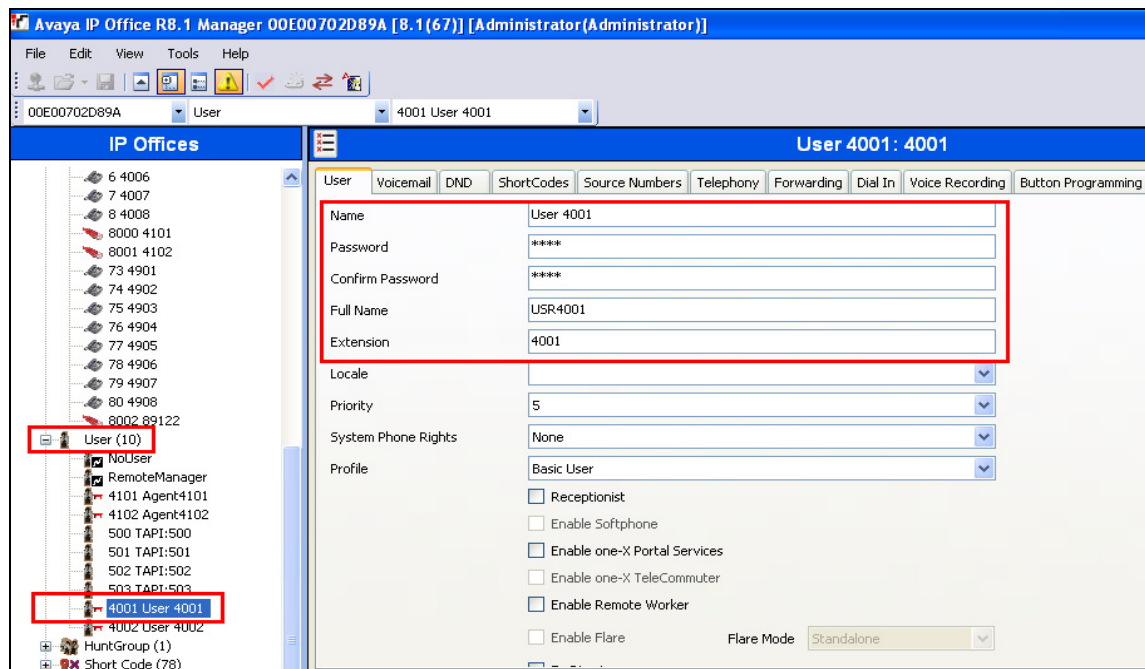 Avaya IP Office R8.1 Manager 00E00702D89A [8.1(67)] [Administrator(Administrator)]
File Edit View Tools Help
00E00702D89A User 4001 User 4001
IP Offices
6 4006
7 4007
8 4008
8000 4101
8001 4102
73 4901
74 4902
75 4903
76 4904
77 4905
78 4906
79 4907
80 4908
8002 89122
User (10)
NoUser
RemoteManager
4101 Agent4101
4102 Agent4102
500 TAPI:500
501 TAPI:501
502 TAPI:502
503 TAPI:503
4001 User 4001
4002 User 4002
HuntGroup (1)
Short Code (78)
User 4001: 4001
User Voicemail DND ShortCodes Source Numbers Telephony Forwarding Dial In Voice Recording Button Programming
Name User 4001
Password ****
Confirm Password ****
Full Name USR4001
Extension 4001
Locale
Priority 5
System Phone Rights None
Profile Basic User
Receptionist
Enable Softphone
Enable one-X Portal Services
Enable one-X TeleCommuter
Enable Remote Worker
Enable Flare Flare Mode Standalone